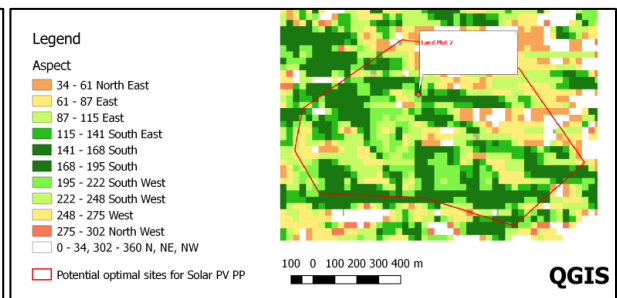 Legend
Aspect
34 - 61 North East
61 - 87 East
87 - 115 East
115 - 141 South East
141 - 168 South
168 - 195 South
195 - 222 South West
222 - 248 South West
248 - 275 West
275 - 302 North West
0 - 34, 302 - 360 N, NE, NW
Potential optimal sites for Solar PV PP
Land Plot 2
100 0 100 200 300 400 m
QGIS